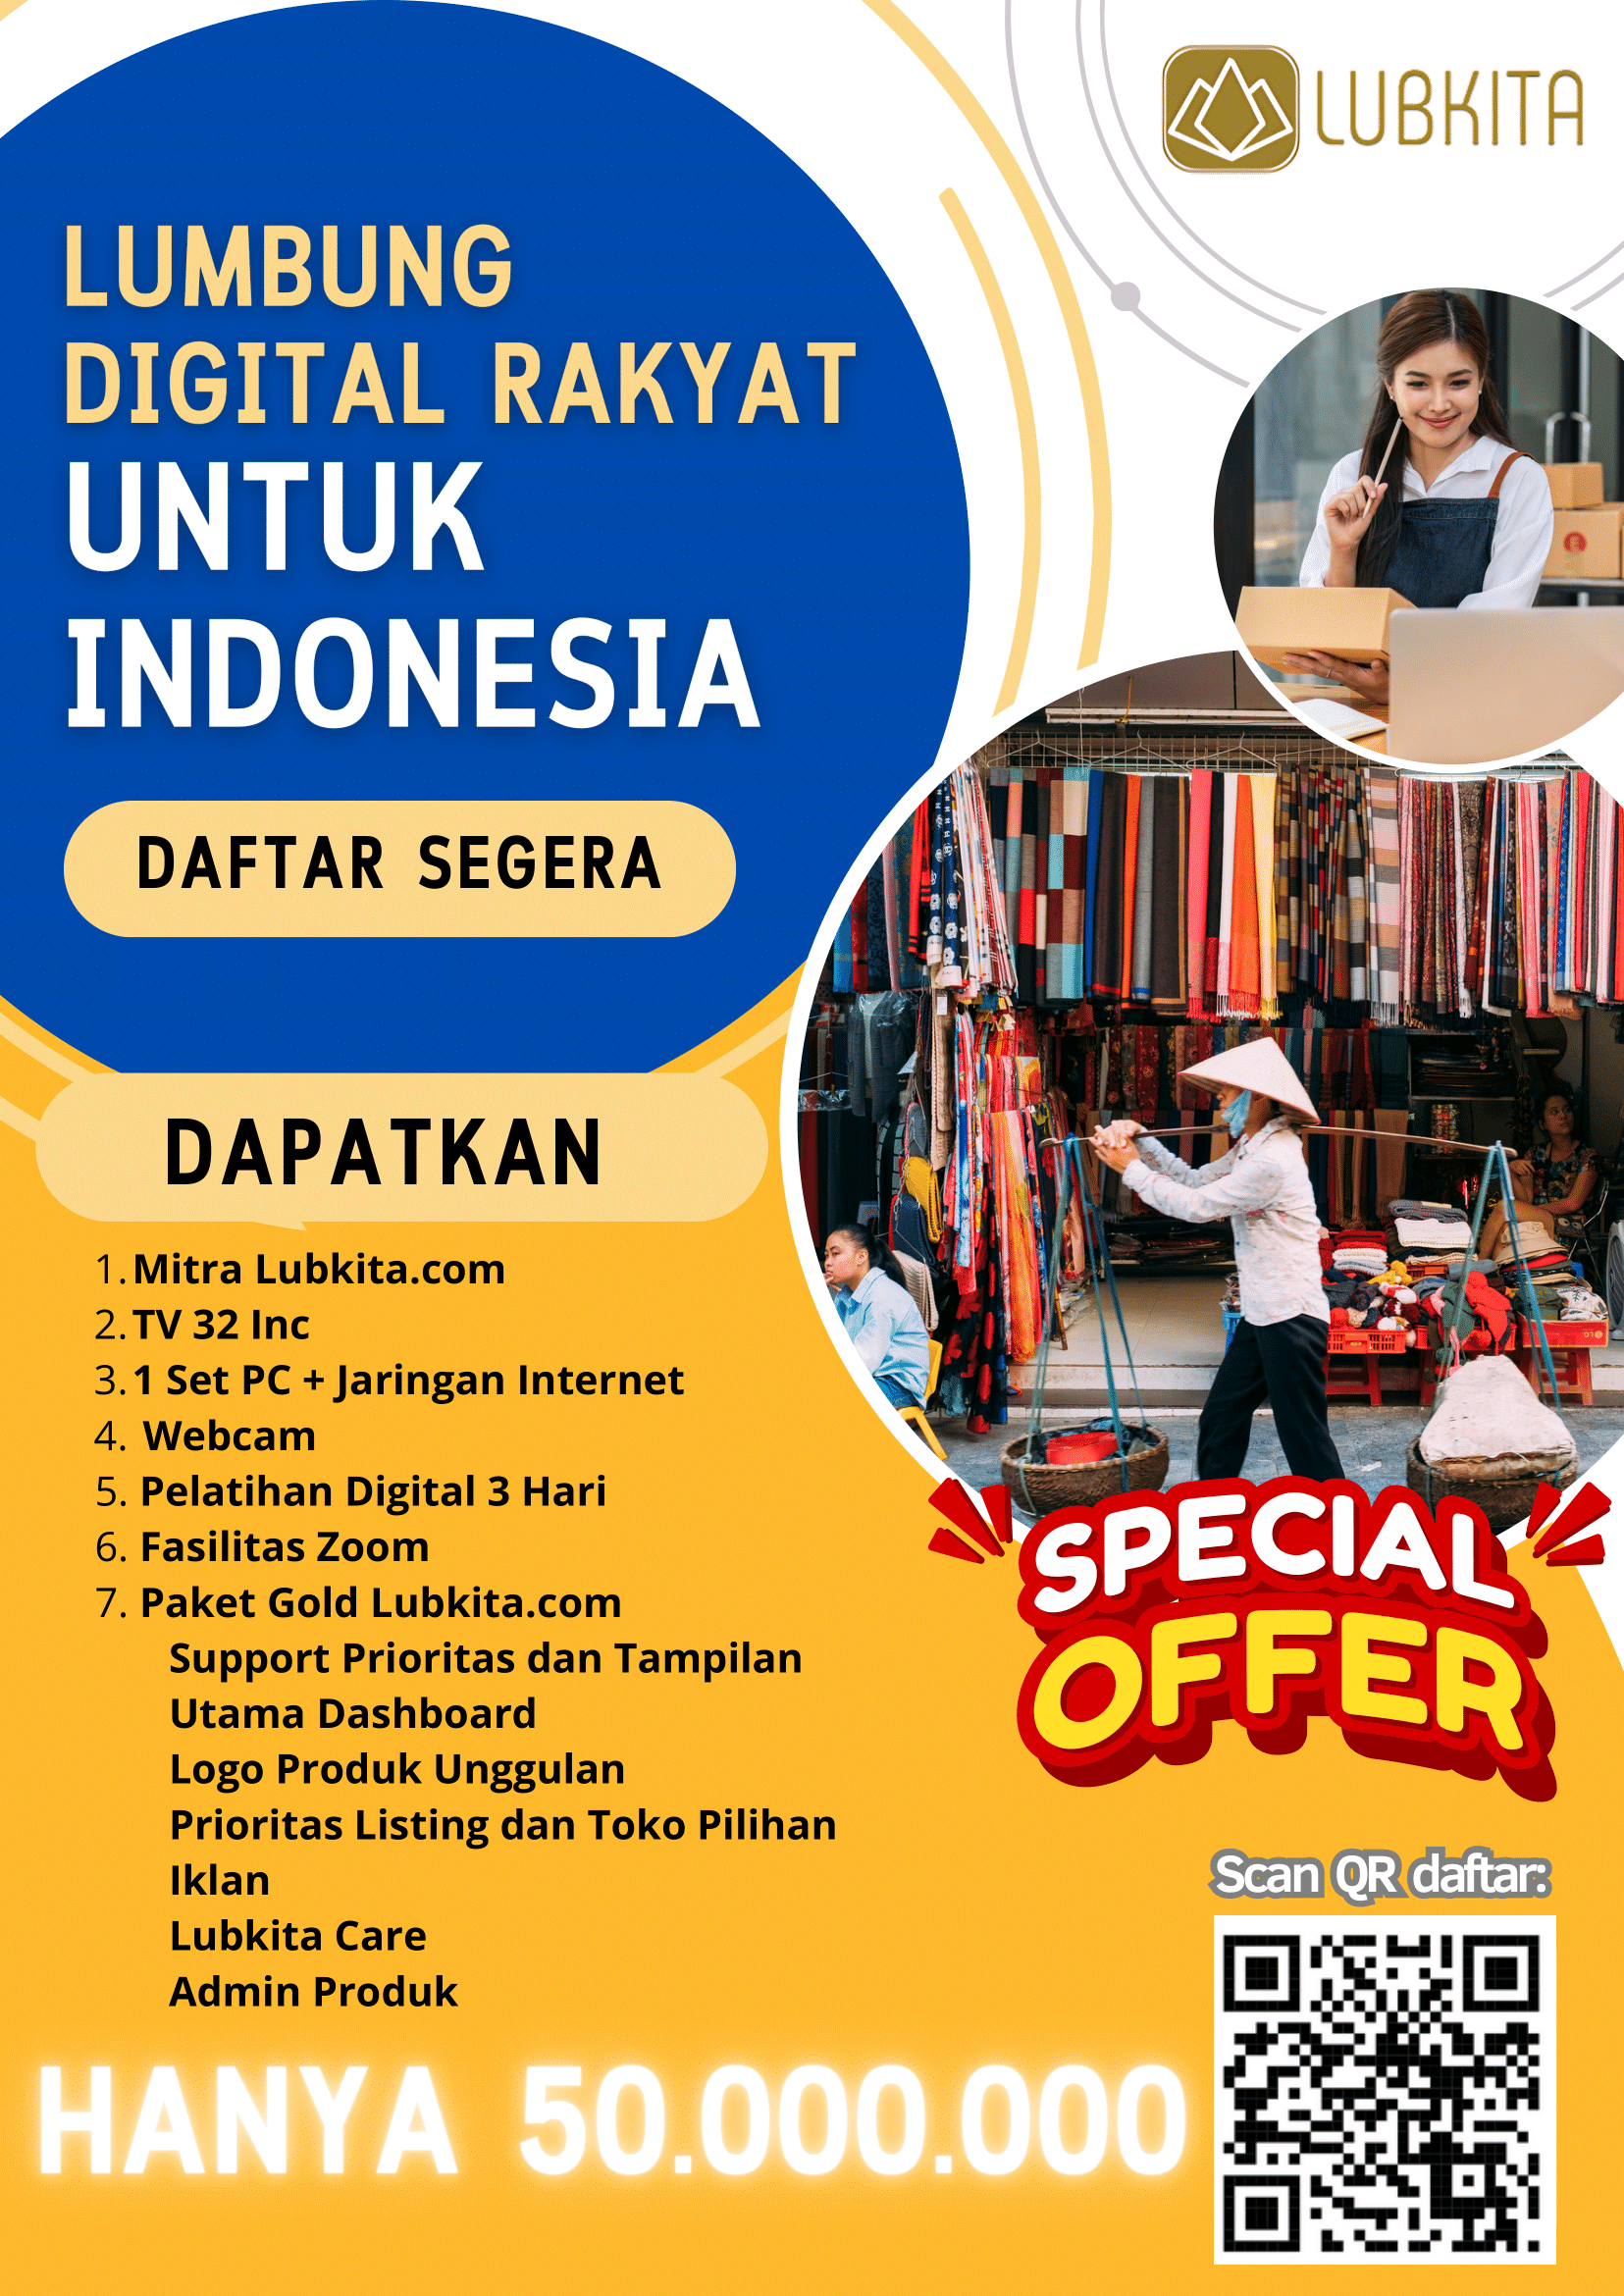 LUBKITA
LUMBUNG
DIGITAL RAKYAT
UNTUK
INDONESIA
DAFTAR SEGERA
DAPATKAN
1. Mitra Lubkita.com
2. TV 32 Inc
3. 1 Set PC + Jaringan Internet
4. Webcam
5. Pelatihan Digital 3 Hari
6. Fasilitas Zoom
7. Paket Gold Lubkita.com
Support Prioritas dan Tampilan
Utama Dashboard
Logo Produk Unggulan
Prioritas Listing dan Toko Pilihan
Iklan
Lubkita Care
Admin Produk
SPECIAL
OFFER
Scan QR daftar:
HANYA 50.000.000